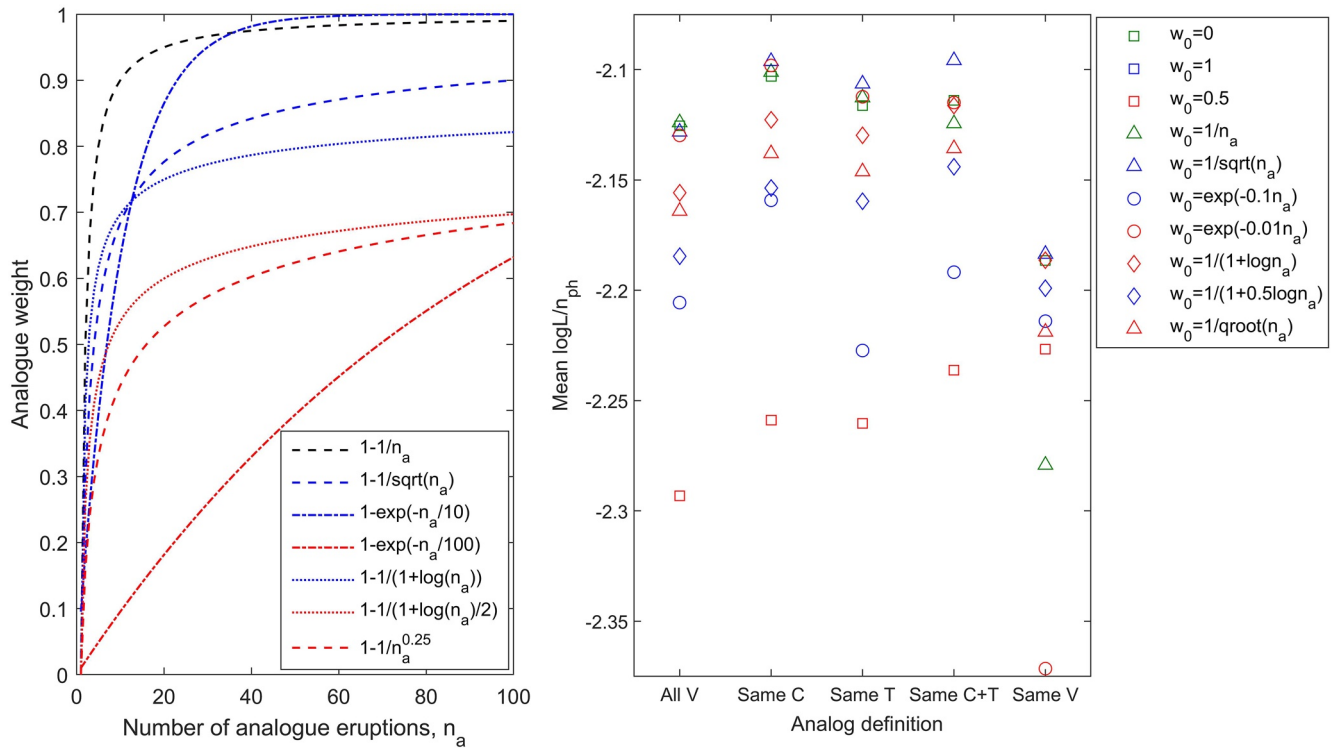 1
0.9
0.8
0.7
0.6
0.5
0.4
0.3
0.2
0.1
0
Analogue weight
0 20 40 60 80 100
Number of analogue eruptions, n_a
1-1/n_a
1-1/sqrt(n_a)
1-exp(-n_a/10)
1-exp(-n_a/100)
1-1/(1+log(n_a))
1-1/(1+log(n_a)/2)
1-1/n_a^0.25
-2.1
-2.15
-2.2
-2.25
-2.3
-2.35
Mean logL/n_ph
All V Same C Same T Same C+T Same V
Analog definition
w_0=0
w_0=1
w_0=0.5
w_0=1/n_a
w_0=1/sqrt(n_a)
w_0=exp(-0.1n_a)
w_0=exp(-0.01n_a)
w_0=1/(1+logn_a)
w_0=1/(1+0.5logn_a)
w_0=1/qroot(n_a)